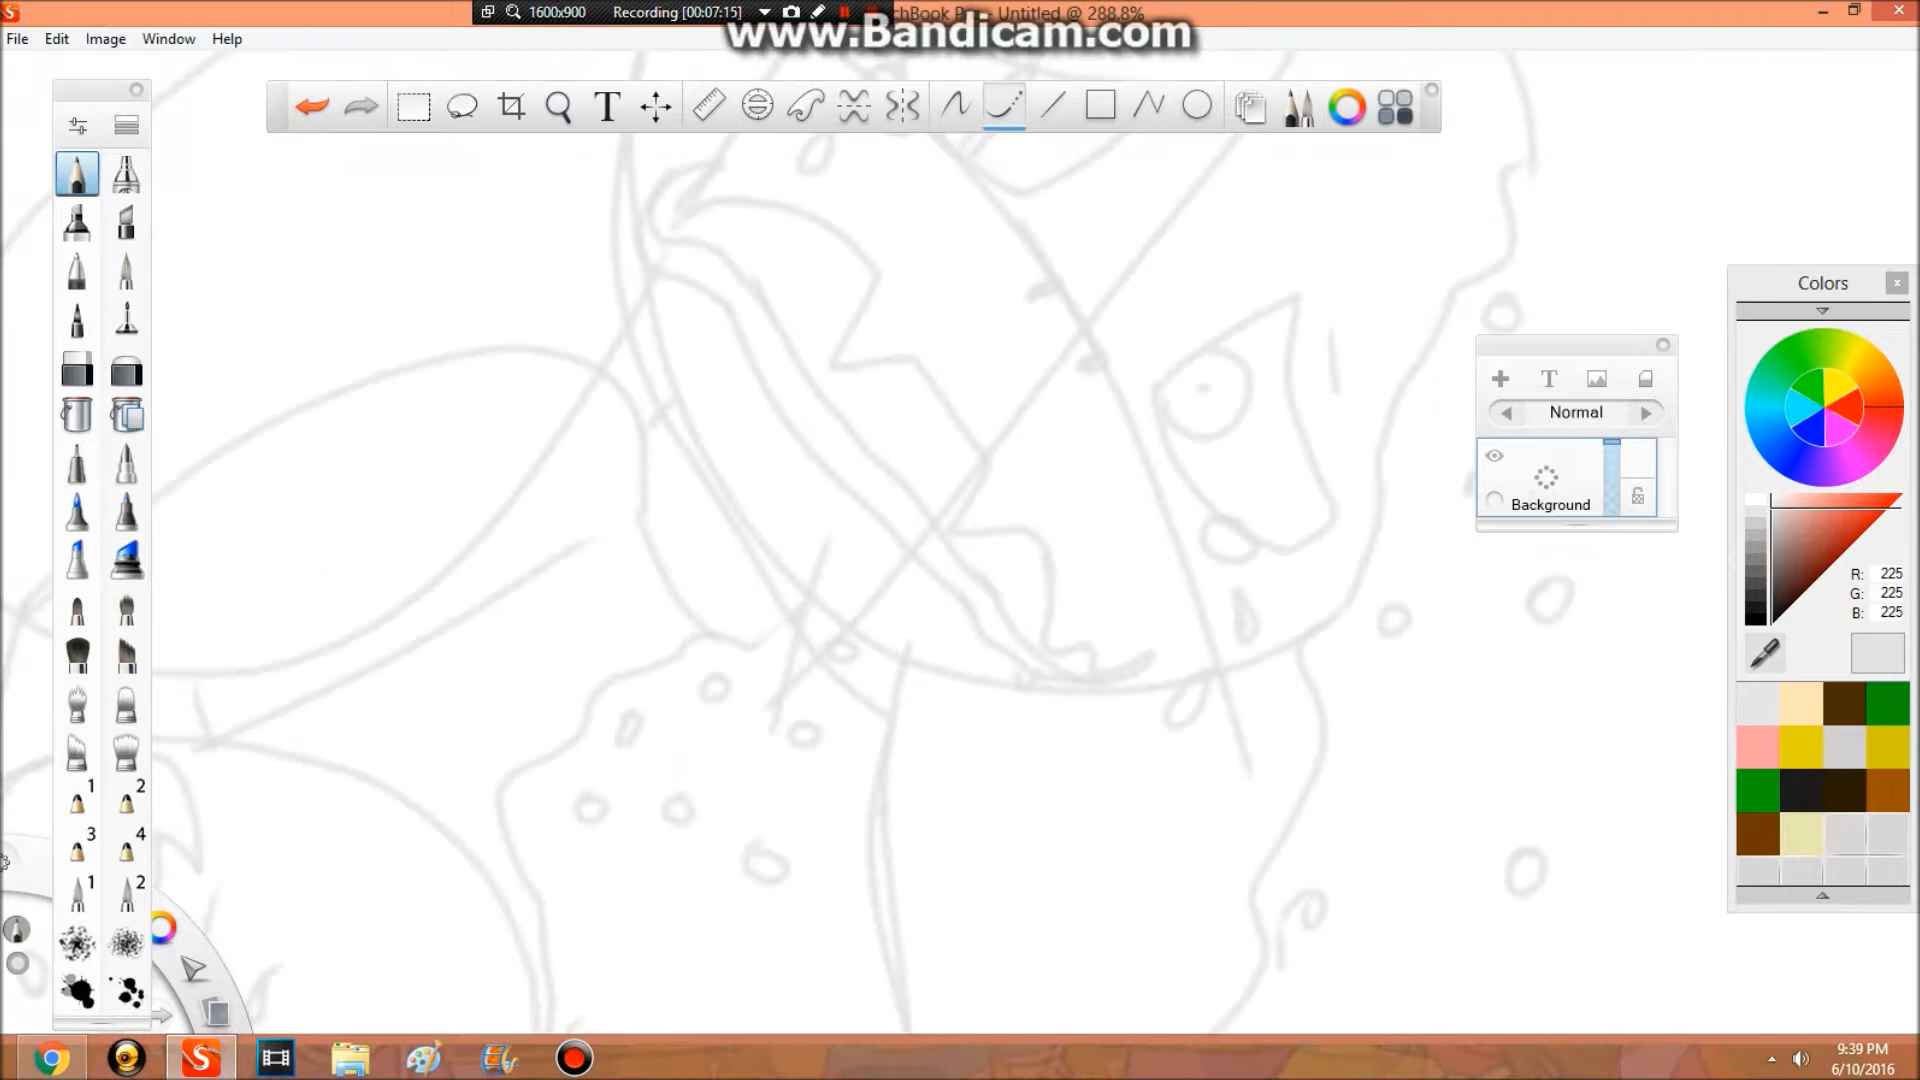 1600x900 Recording [00:07:15] chBook P - Untitled @ 288.8%
www.Bandicam.com
File Edit Image Window Help
T
Colors
T
Normal
Background
R: 225
G: 225
B: 225
1 2
3 4
1 2
9:39 PM
6/10/2016